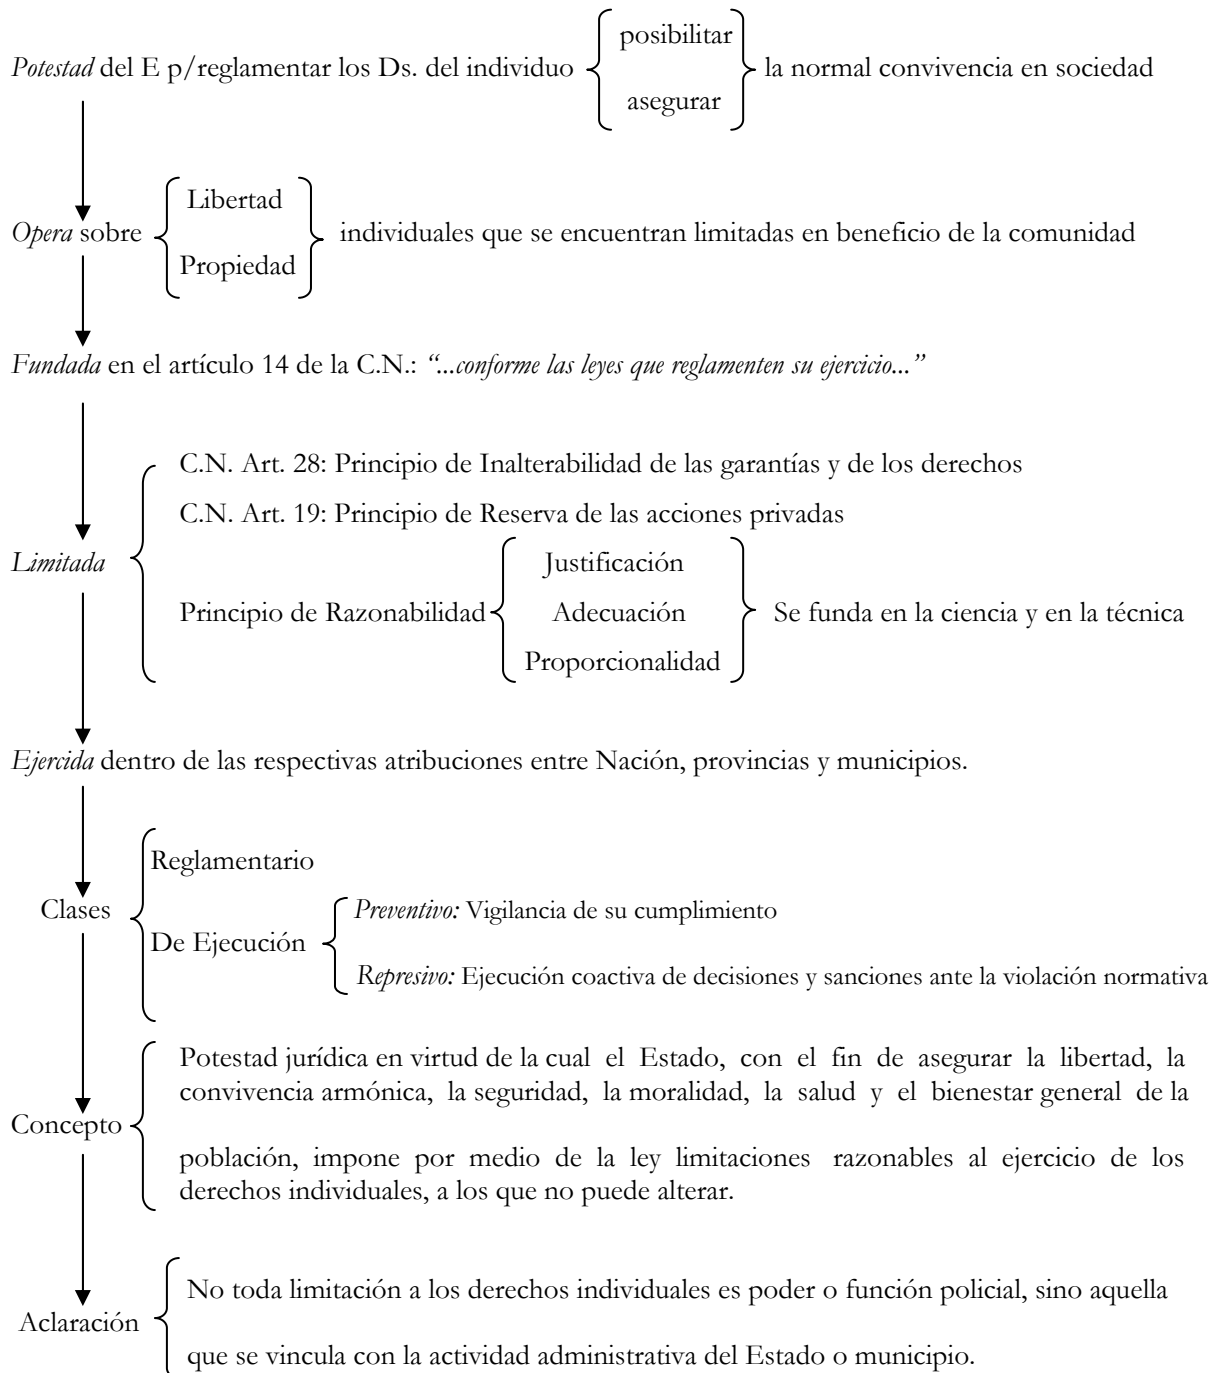 posibilitar
Potestad del E p/reglamentar los Ds. del individuo
la normal convivencia en sociedad
asegurar
Libertad
Opera sobre
individuales que se encuentran limitadas en beneficio de la comunidad
Propiedad
Fundada en el artículo 14 de la C.N.: “...conforme las leyes que reglamenten su ejercicio...”
C.N. Art. 28: Principio de Inalterabilidad de las garantías y de los derechos
C.N. Art. 19: Principio de Reserva de las acciones privadas
Limitada
Justificación
Principio de Razonabilidad
Adecuación
Se funda en la ciencia y en la técnica
Proporcionalidad
Ejercida dentro de las respectivas atribuciones entre Nación, provincias y municipios.
Reglamentario
Clases
Preventivo: Vigilancia de su cumplimiento
De Ejecución
Represivo: Ejecución coactiva de decisiones y sanciones ante la violación normativa
Potestad jurídica en virtud de la cual el Estado, con el fin de asegurar la libertad, la
convivencia armónica, la seguridad, la moralidad, la salud y el bienestar general de la
Concepto
población, impone por medio de la ley limitaciones razonables al ejercicio de los
derechos individuales, a los que no puede alterar.
No toda limitación a los derechos individuales es poder o función policial, sino aquella
Aclaración
que se vincula con la actividad administrativa del Estado o municipio.